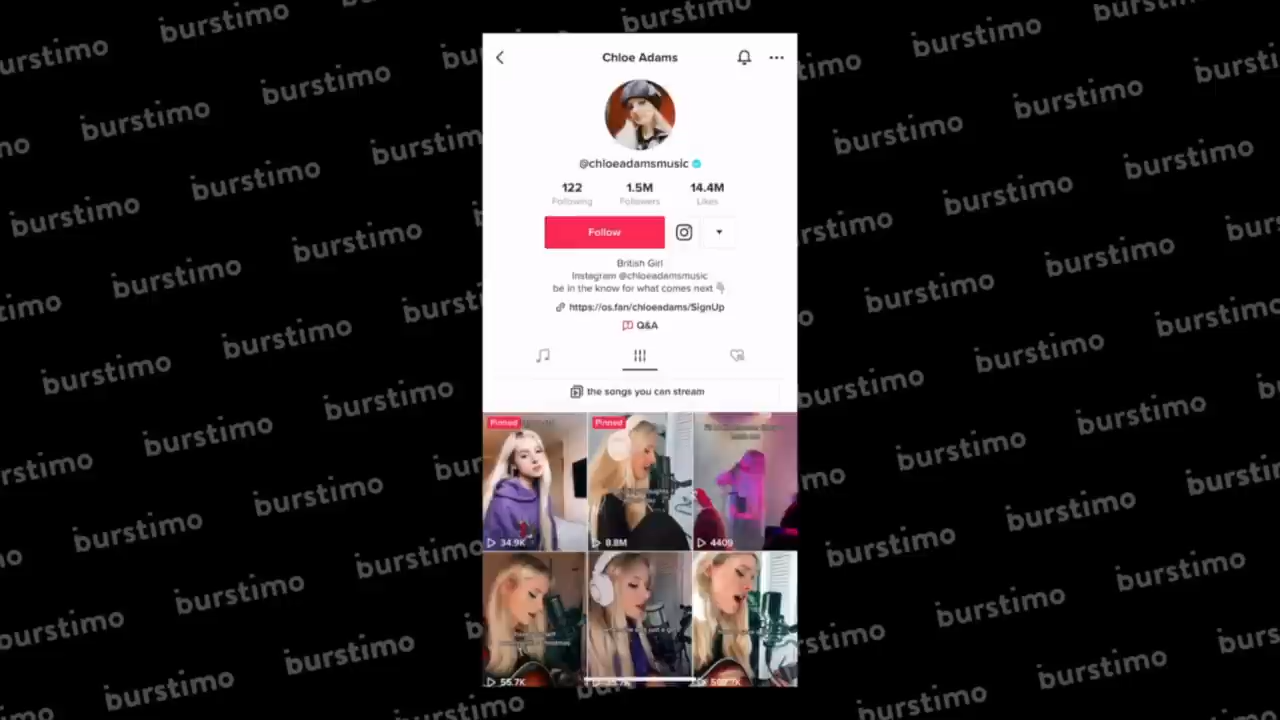 Chloe Adams
@chloeadamsmusic
122 1.5M 14.4M
Following Followers Likes
Follow
British Girl
Instagram @chloeadamsmusic
be in the know for what comes next
https://os.fan/chloeadams/SignUp
Q&A
the songs you can stream
Pinned Pinned
34.9K 8.8M 4409
55.7K
burstimo